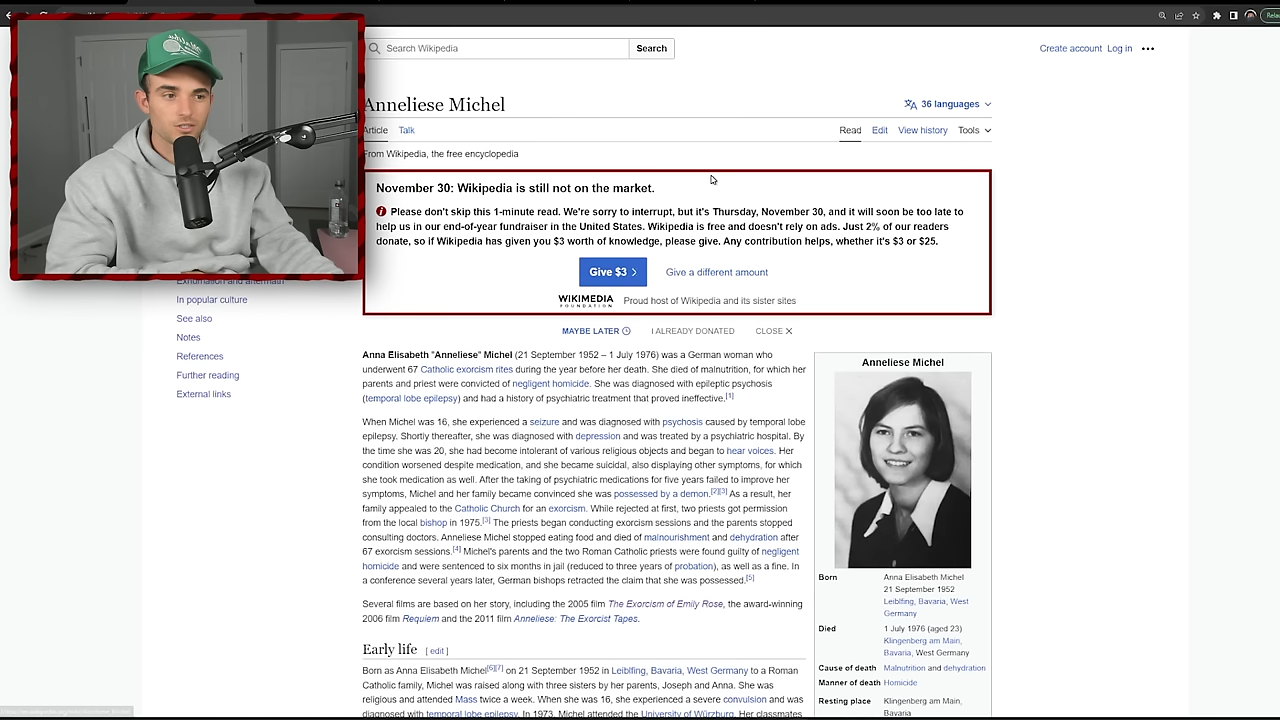 Search Wikipedia
Search
Create account Log in
Anneliese Michel
36 languages
Article Talk
Read Edit View history Tools
From Wikipedia, the free encyclopedia
November 30: Wikipedia is still not on the market.
Please don't skip this 1-minute read. We're sorry to interrupt, but it's Thursday, November 30, and it will soon be too late to
help us in our end-of-year fundraiser in the United States. Wikipedia is free and doesn't rely on ads. Just 2% of our readers
donate, so if Wikipedia has given you $3 worth of knowledge, please give. Any contribution helps, whether it's $3 or $25.
Give $3
Give a different amount
WIKIMEDIA
FOUNDATION
Proud host of Wikipedia and its sister sites
MAYBE LATER I ALREADY DONATED CLOSE
Exhumation and aftermath
In popular culture
See also
Notes
References
Further reading
External links
Anna Elisabeth "Anneliese" Michel (21 September 1952 – 1 July 1976) was a German woman who
underwent 67 Catholic exorcism rites during the year before her death. She died of malnutrition, for which her
parents and priest were convicted of negligent homicide. She was diagnosed with epileptic psychosis
(temporal lobe epilepsy) and had a history of psychiatric treatment that proved ineffective.[1]
When Michel was 16, she experienced a seizure and was diagnosed with psychosis caused by temporal lobe
epilepsy. Shortly thereafter, she was diagnosed with depression and was treated by a psychiatric hospital. By
the time she was 20, she had become intolerant of various religious objects and began to hear voices. Her
condition worsened despite medication, and she became suicidal, also displaying other symptoms, for which
she took medication as well. After the taking of psychiatric medications for five years failed to improve her
symptoms, Michel and her family became convinced she was possessed by a demon.[2][3] As a result, her
family appealed to the Catholic Church for an exorcism. While rejected at first, two priests got permission
from the local bishop in 1975.[3] The priests began conducting exorcism sessions and the parents stopped
consulting doctors. Anneliese Michel stopped eating food and died of malnourishment and dehydration after
67 exorcism sessions.[4] Michel's parents and the two Roman Catholic priests were found guilty of negligent
homicide and were sentenced to six months in jail (reduced to three years of probation), as well as a fine. In
a conference several years later, German bishops retracted the claim that she was possessed.[5]
Several films are based on her story, including the 2005 film The Exorcism of Emily Rose, the award-winning
2006 film Requiem and the 2011 film Anneliese: The Exorcist Tapes.
Early life [ edit ]
Born as Anna Elisabeth Michel[6][7] on 21 September 1952 in Leiblfing, Bavaria, West Germany to a Roman
Catholic family, Michel was raised along with three sisters by her parents, Joseph and Anna. She was
religious and attended Mass twice a week. When she was 16, she experienced a severe convulsion and was
diagnosed with temporal lobe epilepsy. In 1973, Michel attended the University of Würzburg. Her classmates
Anneliese Michel
Born Anna Elisabeth Michel
21 September 1952
Leiblfing, Bavaria, West
Germany
Died 1 July 1976 (aged 23)
Klingenberg am Main,
Bavaria, West Germany
Cause of death Malnutrition and dehydration
Manner of death Homicide
Resting place Klingenberg am Main,
Bavaria